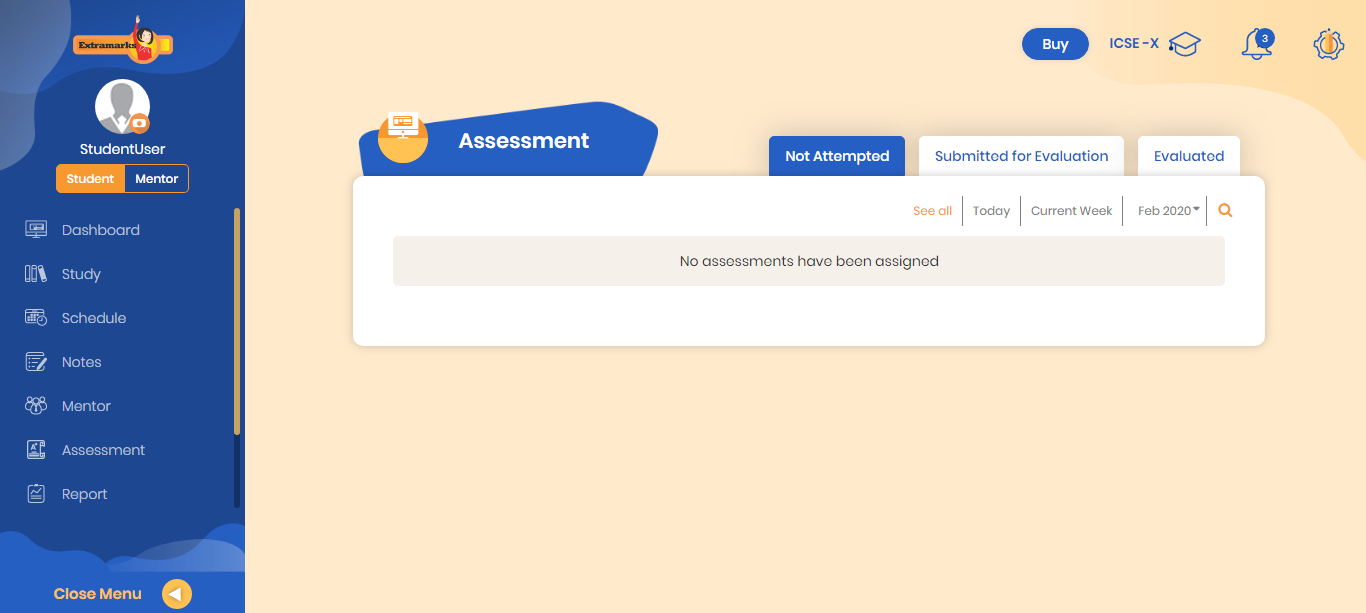 Extramarks
StudentUser
Student Mentor
Dashboard
Study
Schedule
Notes
Mentor
Assessment
Report
Close Menu
Buy ICSE -X 3
Assessment
Not Attempted Submitted for Evaluation Evaluated
See all Today Current Week Feb 2020
No assessments have been assigned